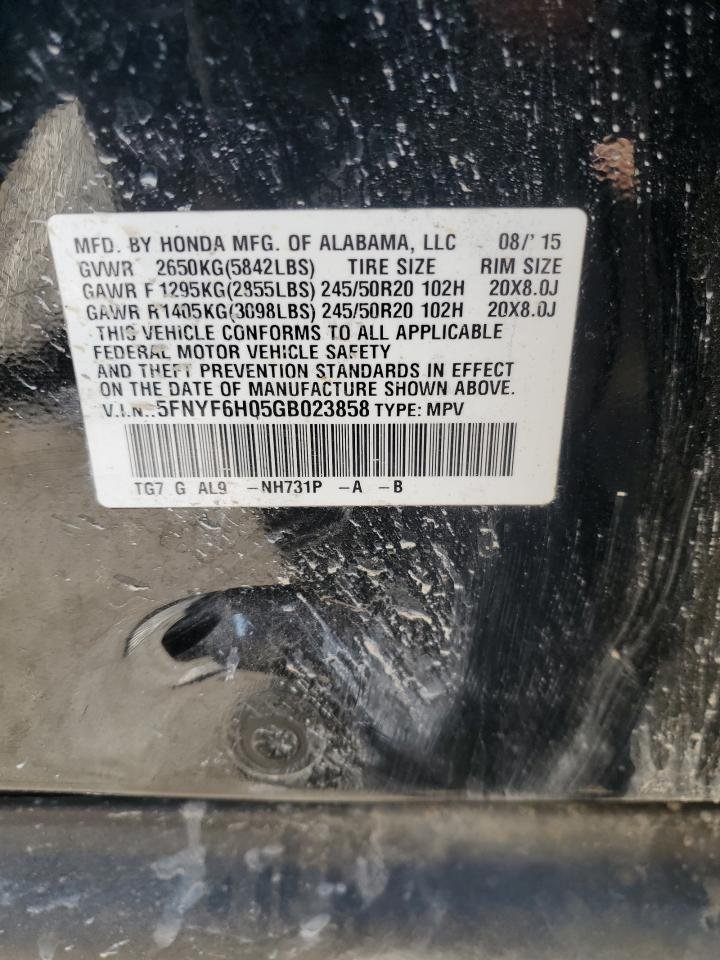 MFD. BY HONDA MFG. OF ALABAMA, LLC 08/'15
GVWR 2650KG(5842LBS) TIRE SIZE RIM SIZE
GAWR F 1295KG(2855LBS) 245/50R20 102H 20X8.0J
GAWR R1405KG(3098LBS) 245/50R20 102H 20X8.0J
THIS VEHICLE CONFORMS TO ALL APPLICABLE
FEDERAL MOTOR VEHICLE SAFETY
AND THEFT PREVENTION STANDARDS IN EFFECT
ON THE DATE OF MANUFACTURE SHOWN ABOVE.
V.I.N.:5FNYF6H05GB023858 TYPE: MPV
TG7 G AL9 -NH731P -A -B